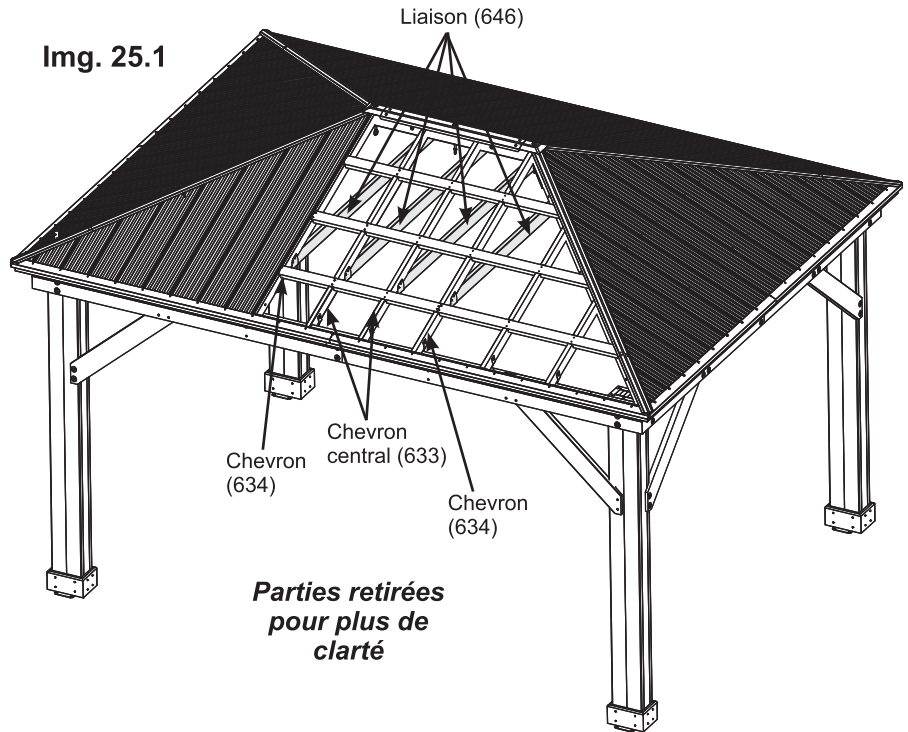 Liaison (646)
Img. 25.1
Chevron
(634)
Chevron
central (633)
Chevron
(634)
Parties retirées
pour plus de
clarté